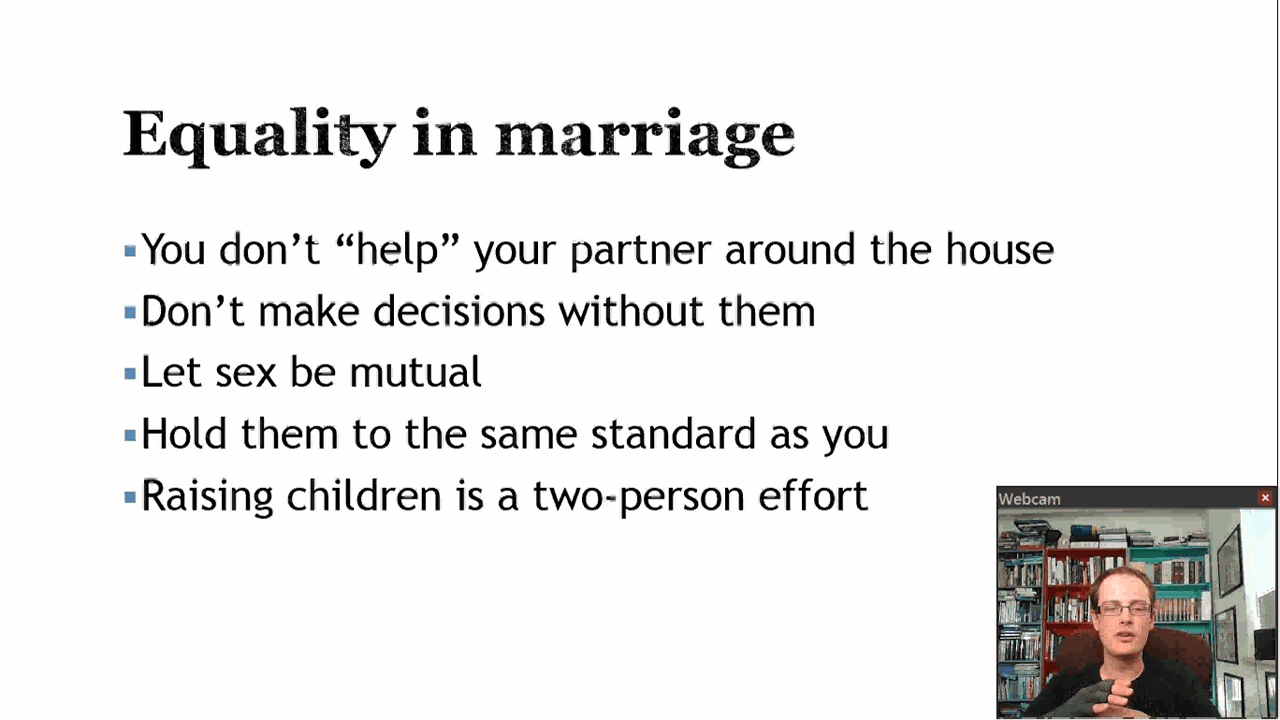 Equality in marriage
You don’t “help” your partner around the house
Don’t make decisions without them
Let sex be mutual
Hold them to the same standard as you
Raising children is a two-person effort
Webcam